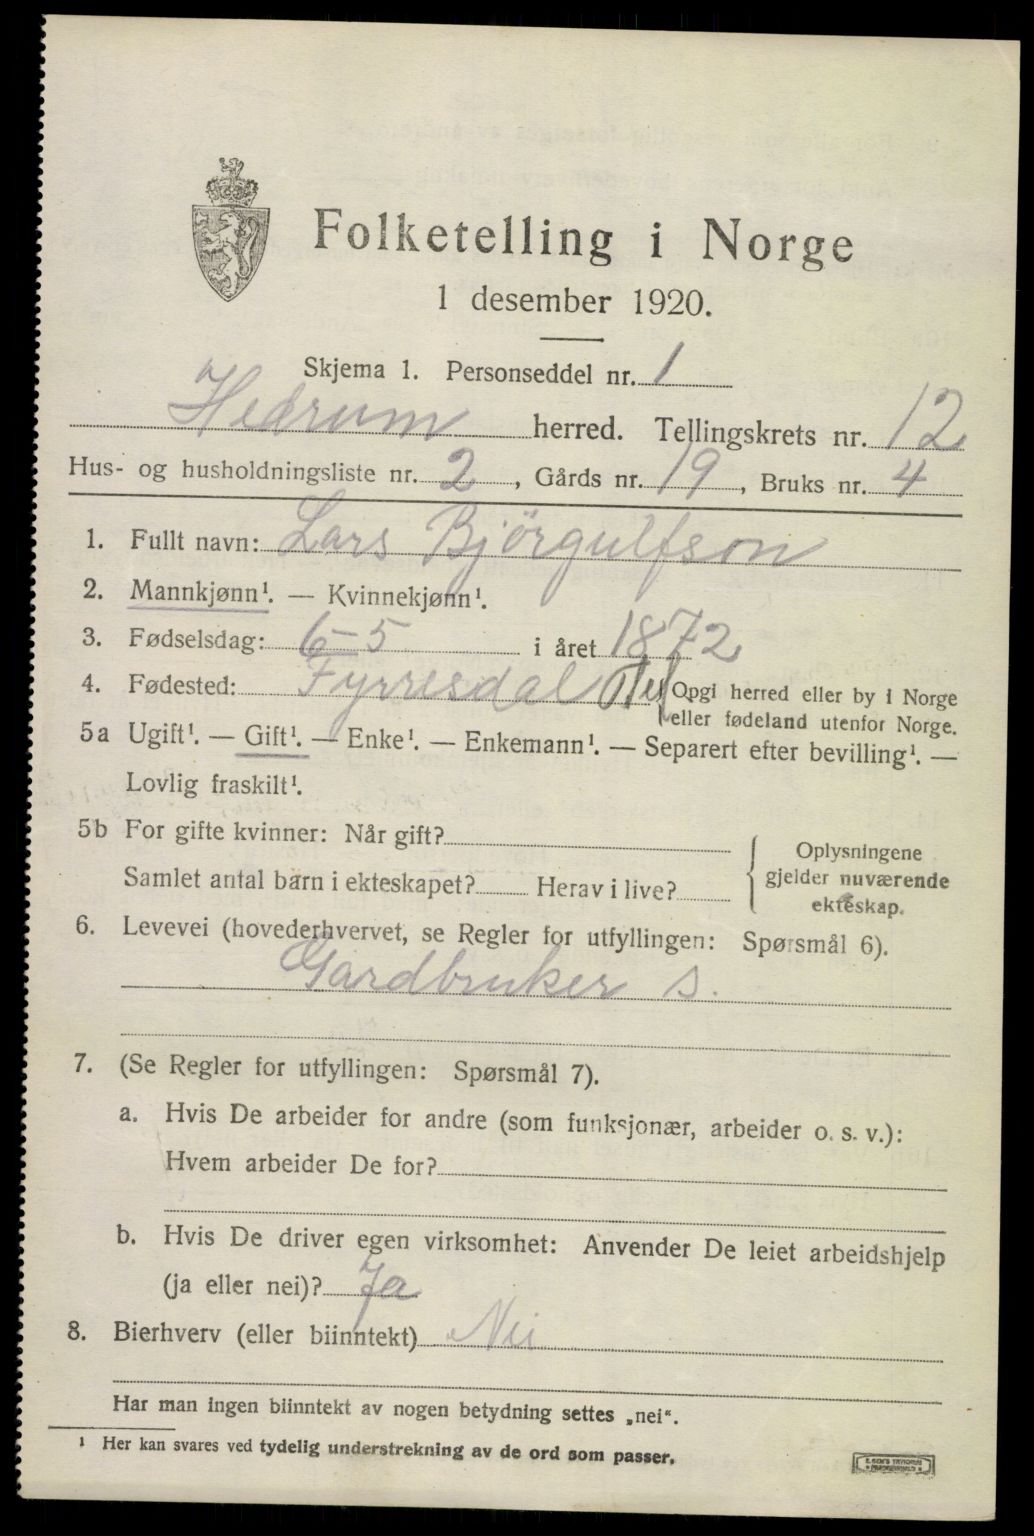 Folketelling i Norge
1 desember 1920.
Skjema 1. Personseddel nr. 1
Hedrum herred. Tellingskrets nr. 12
Hus- og husholdningsliste nr. 2, Gårds nr. 19, Bruks nr. 4
1. Fullt navn: Lars Bjørgulfson
2. Mannkjønn¹. — Kvinnekjønn¹.
3. Fødselsdag: 6-5 i året 1872
4. Fødested: Fyrresdal Opgi herred eller by i Norge
eller fødeland utenfor Norge.
5a Ugift¹. — Gift¹. — Enke¹. — Enkemann¹. — Separert efter bevilling¹. —
Lovlig fraskilt¹.
5b For gifte kvinner: Når gift?
Samlet antal barn i ekteskapet? Herav i live?
Oplysningene
gjelder nuværende
ekteskap.
6. Levevei (hovederhvervet, se Regler for utfyllingen: Spørsmål 6).
Gardbruker s.
7. (Se Regler for utfyllingen: Spørsmål 7).
a. Hvis De arbeider for andre (som funksjonær, arbeider o. s. v.):
Hvem arbeider De for?
b. Hvis De driver egen virksomhet: Anvender De leiet arbeidshjelp
(ja eller nei)? Ja
8. Bierhverv (eller biinntekt) Nei
Har man ingen biinntekt av nogen betydning settes „nei“.
¹ Her kan svares ved tydelig understrekning av de ord som passer.